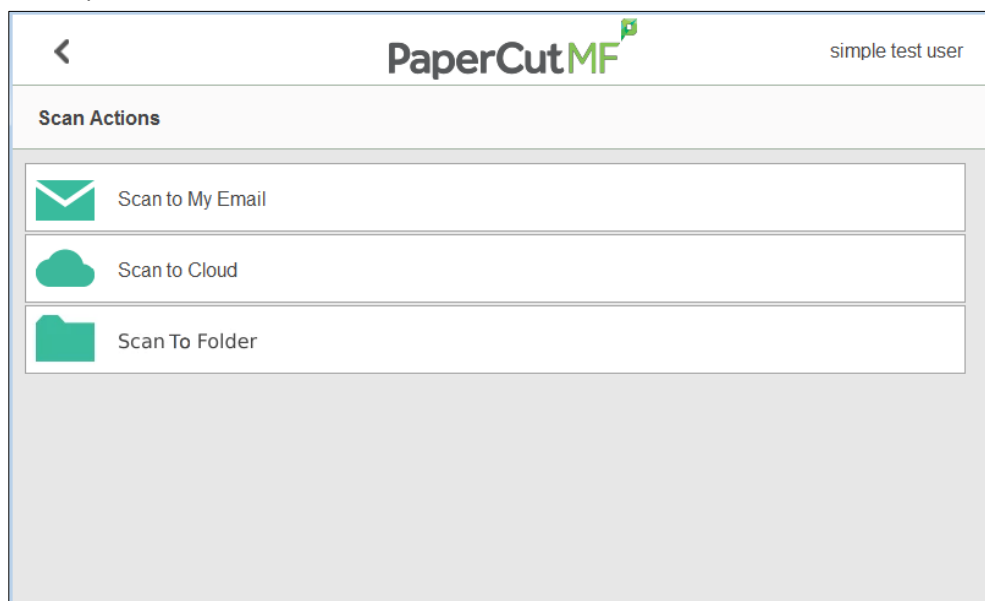 PaperCutMF
simple test user
Scan Actions
Scan to My Email
Scan to Cloud
Scan To Folder